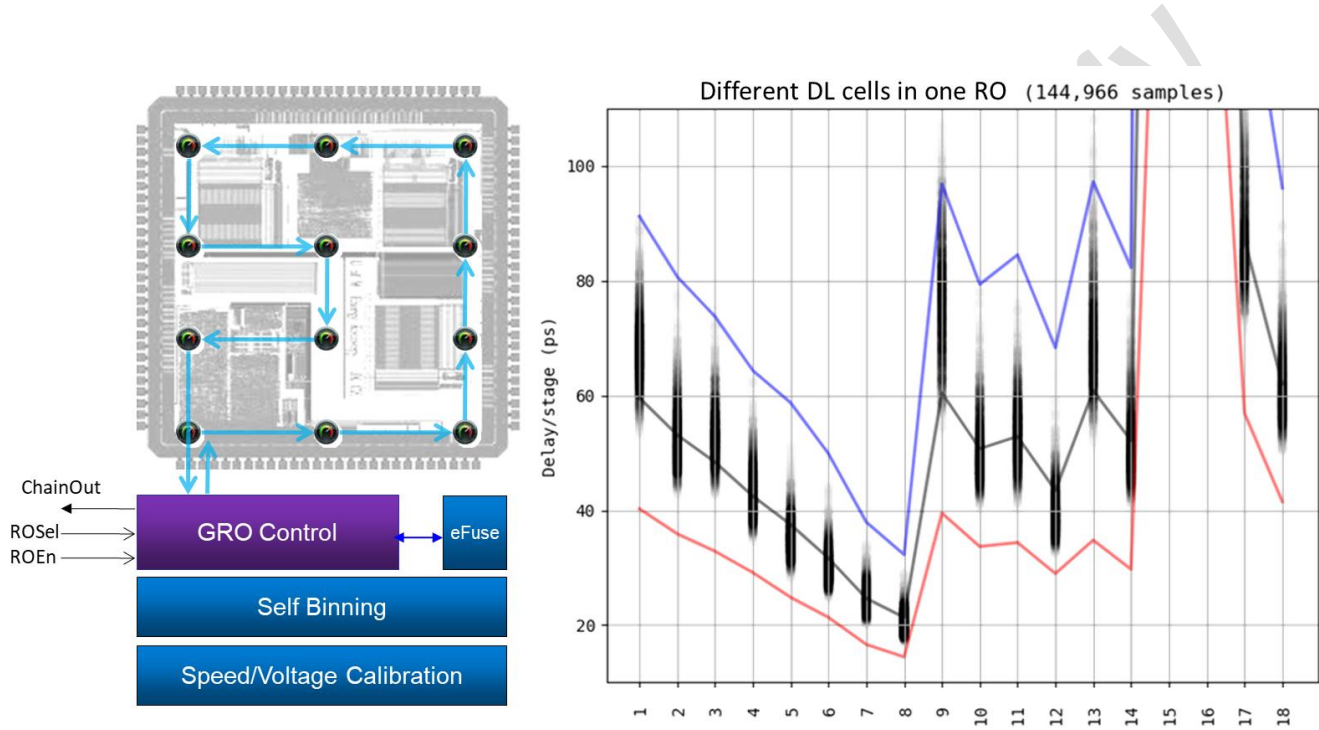 ChainOut
ROSel
ROEn
GRO Control
eFuse
Self Binning
Speed/Voltage Calibration
Different DL cells in one RO (144,966 samples)
Delay/stage (ps)
100
80
60
40
20
1 2 3 4 5 6 7 8 9 10 11 12 13 14 15 16 17 18